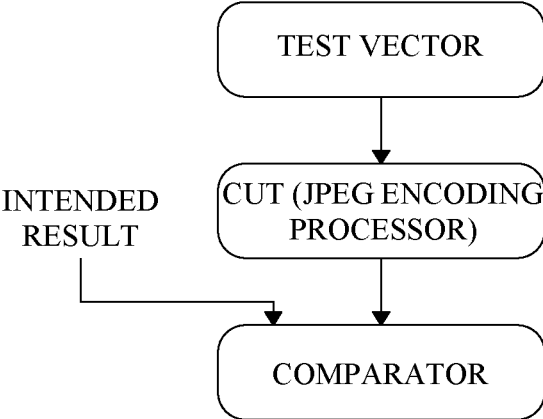 TEST VECTOR
CUT (JPEG ENCODING
PROCESSOR)
INTENDED
RESULT
COMPARATOR